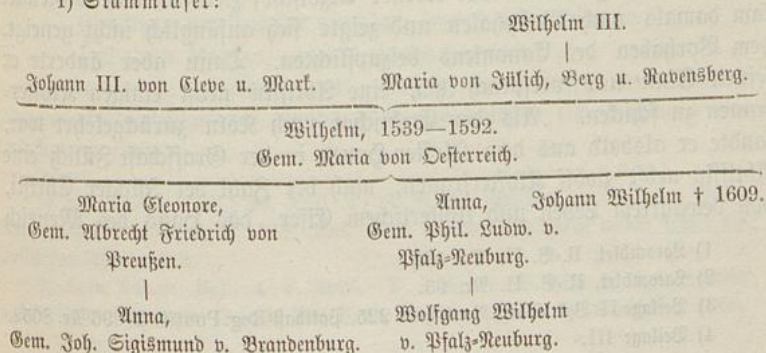 1) Stammtafel:
Wilhelm III.
Johann III. von Cleve u. Mark. Maria von Jülich, Berg u. Ravensberg.
Wilhelm, 1539—1592.
Gem. Maria von Oesterreich.
Maria Eleonore, Anna, Johann Wilhelm † 1609.
Gem. Albrecht Friedrich von Gem. Phil. Ludw. v.
Preußen. Pfalz-Neuburg.
Anna, Wolfgang Wilhelm
Gem. Joh. Sigismund v. Brandenburg. v. Pfalz-Neuburg.